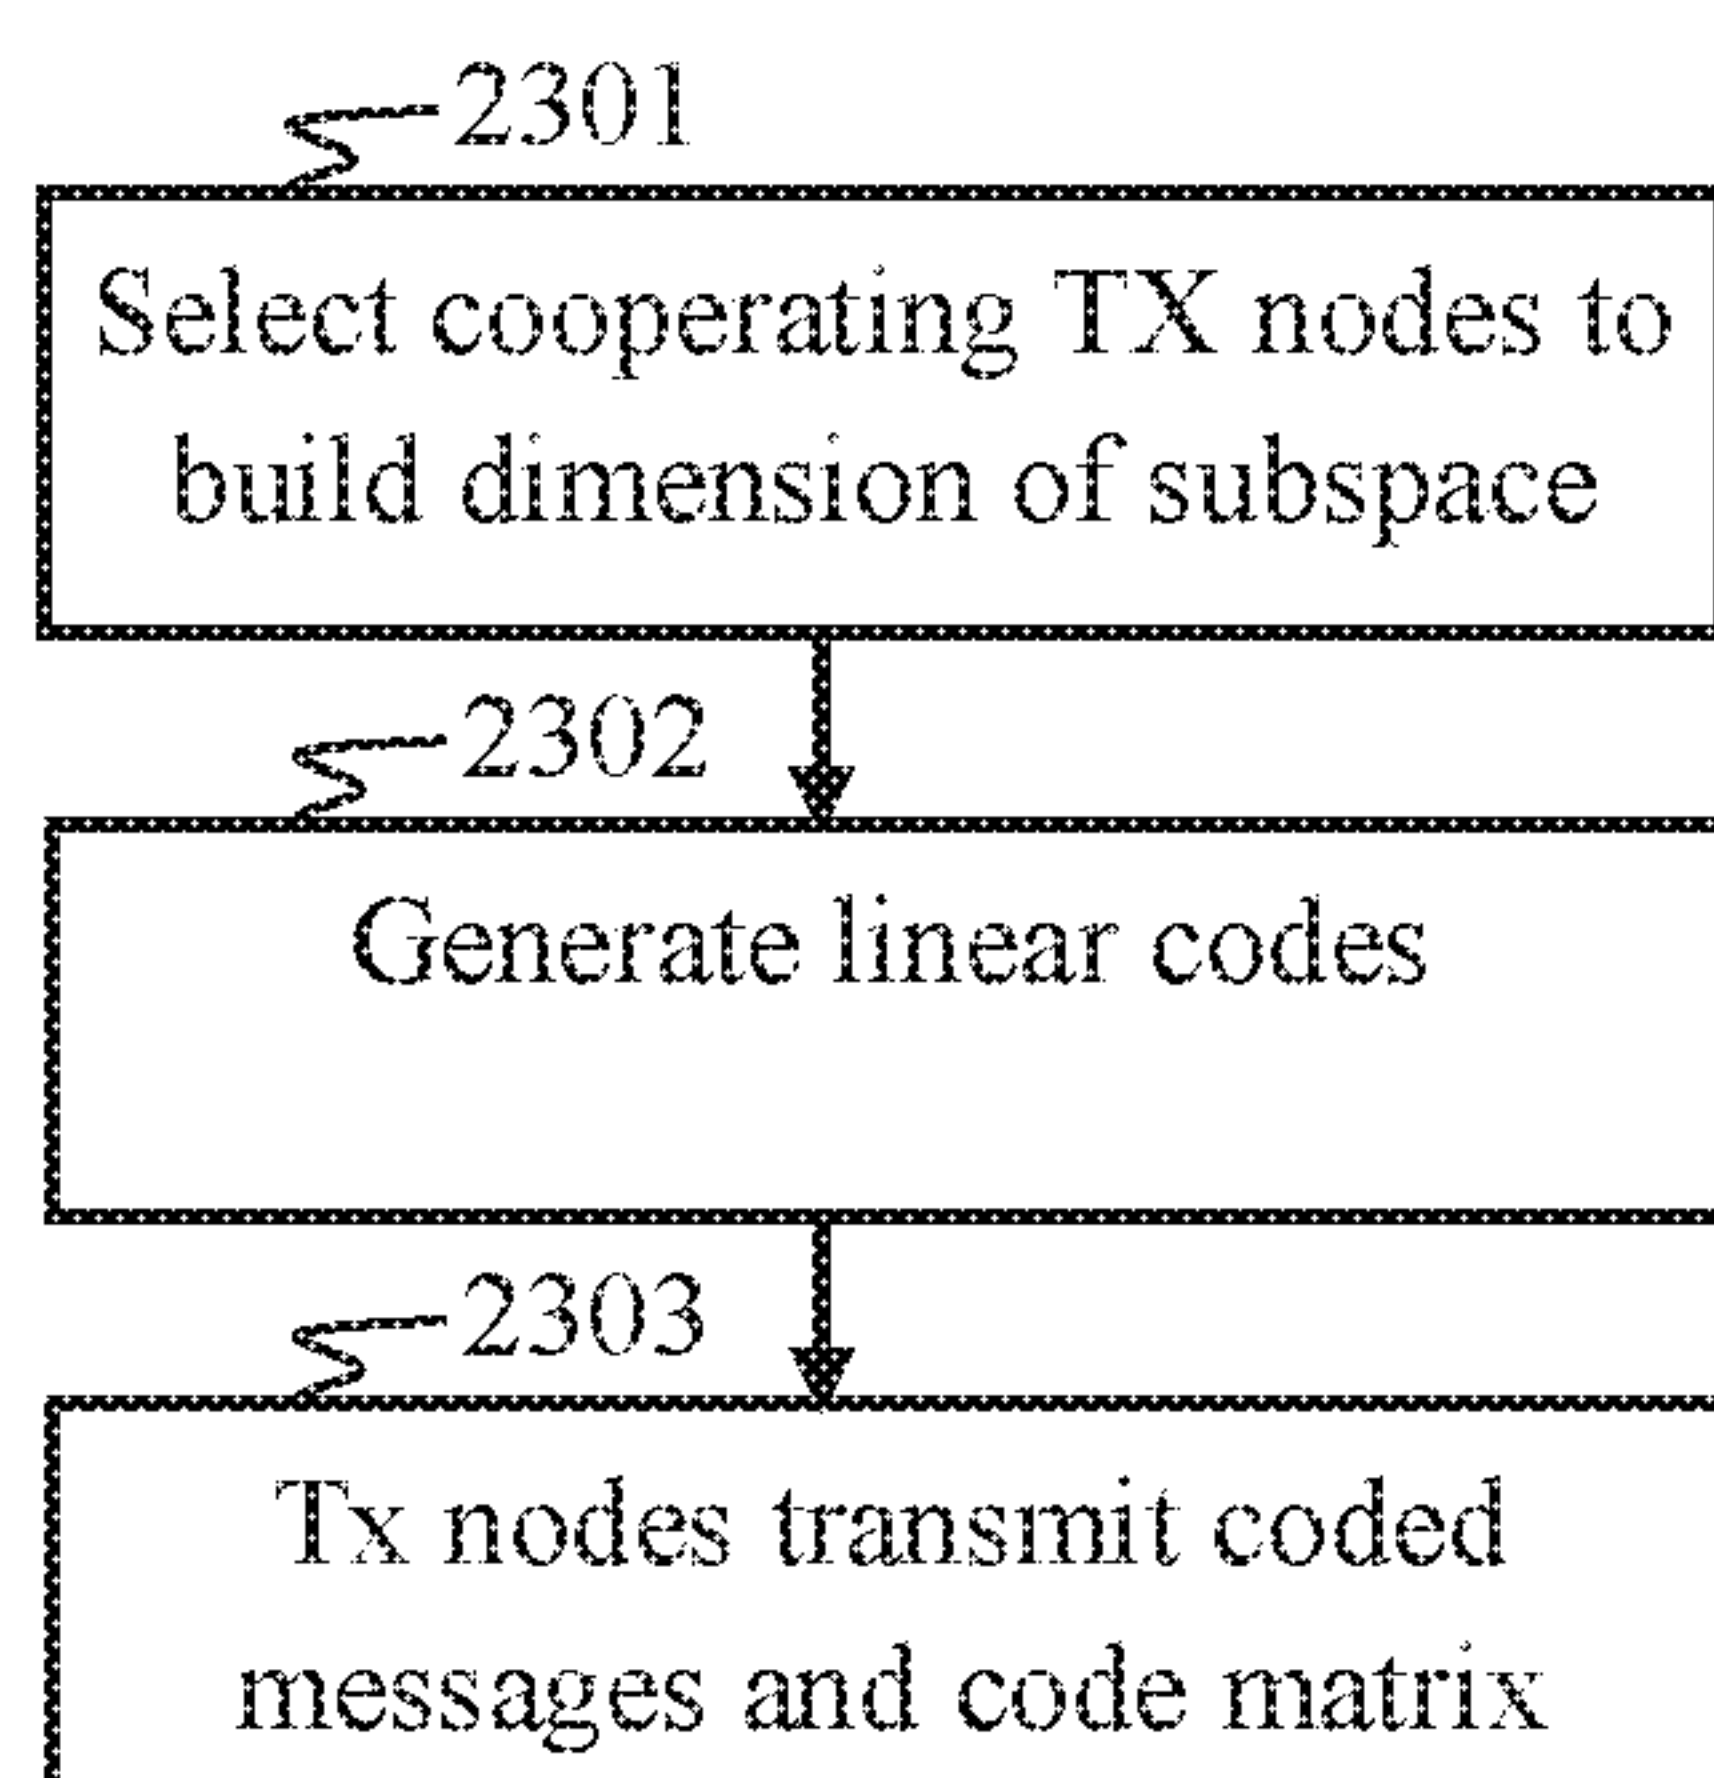 2301
Select cooperating TX nodes to
build dimension of subspace
2302
Generate linear codes
2303
Tx nodes transmit coded
messages and code matrix